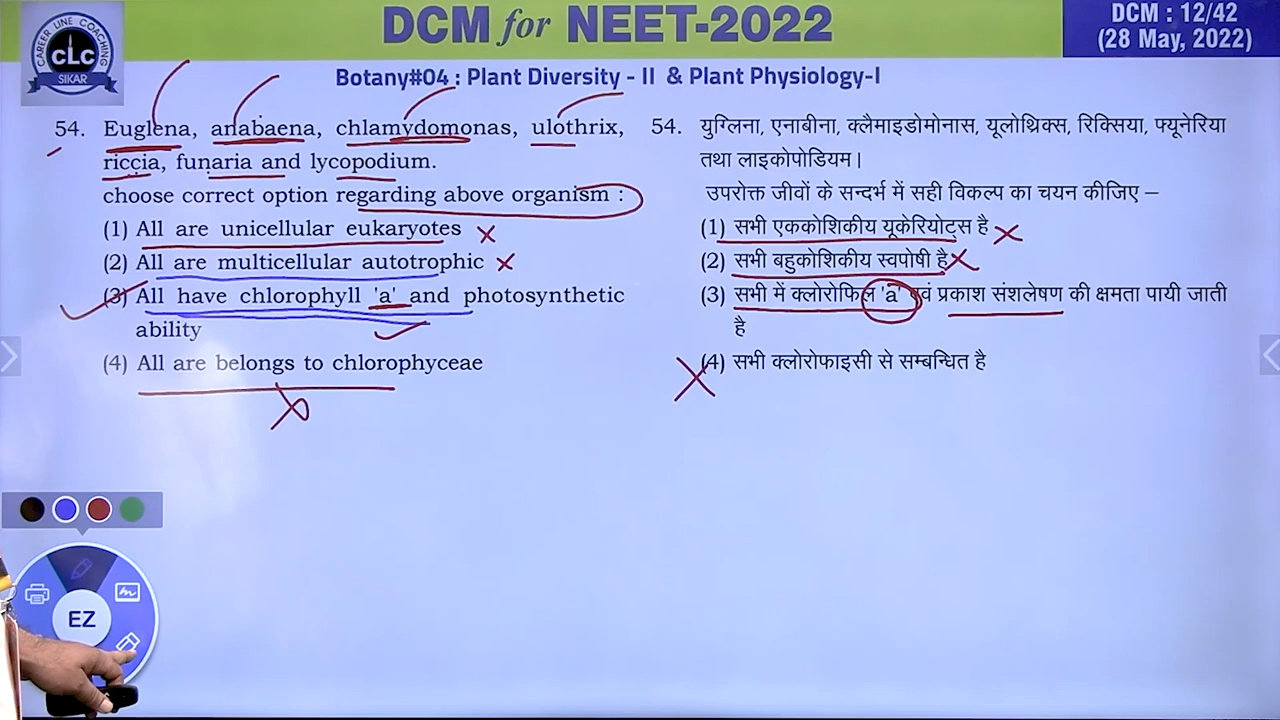 CAREER LINE COACHING
CLC
SIKAR
DCM for NEET-2022
DCM : 12/42
(28 May, 2022)
Botany#04 : Plant Diversity - II & Plant Physiology-I
54. Euglena, anabaena, chlamydomonas, ulothrix,
riccia, funaria and lycopodium.
choose correct option regarding above organism :
(1) All are unicellular eukaryotes
(2) All are multicellular autotrophic
(3) All have chlorophyll 'a' and photosynthetic
ability
(4) All are belongs to chlorophyceae
54. युग्लिना, एनाबीना, क्लैमाइडोमोनास, यूलोथ्रिक्स, रिक्सिया, फ्यूनेरिया
तथा लाइकोपोडियम।
उपरोक्त जीवों के सन्दर्भ में सही विकल्प का चयन कीजिए –
(1) सभी एककोशिकीय यूकेरियोट्स है
(2) सभी बहुकोशिकीय स्वपोषी है
(3) सभी में क्लोरोफिल 'a' एवं प्रकाश संशलेषण की क्षमता पायी जाती
है
(4) सभी क्लोरोफाइसी से सम्बन्धित है
EZ